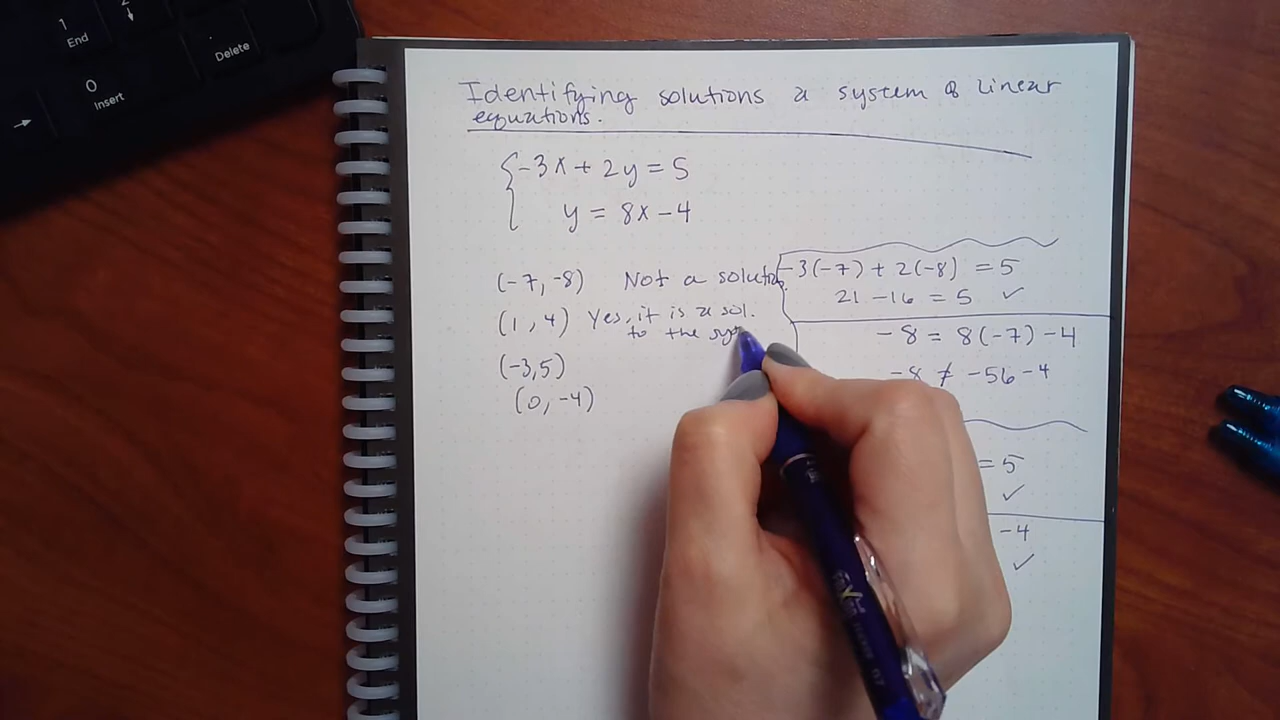 1
End
2
↓
.
Delete
0
Insert
→
Identifying solutions a system of linear
equations.
{-3x + 2y = 5
y = 8x - 4
(-7, -8) Not a solution.
(1, 4) Yes, it is a sol.
to the sys
(-3,5)
(0, -4)
-3(-7) + 2(-8) = 5
21 - 16 = 5 ✓
-8 = 8(-7) - 4
-8 ≠ -56 - 4
= 5
✓
-4
✓